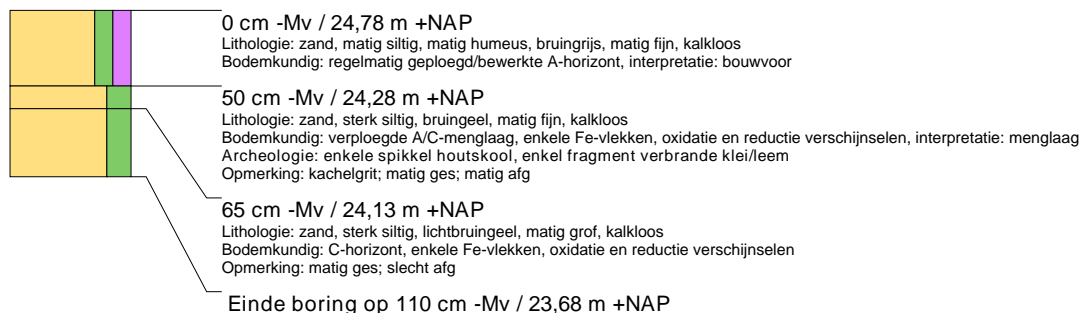 0 cm -Mv / 24,78 m +NAP
Lithologie: zand, matig siltig, matig humeus, bruingrijs, matig fijn, kalkloos
Bodemkundig: regelmatig geploegd/bewerkte A-horizont, interpretatie: bouwvoor
50 cm -Mv / 24,28 m +NAP
Lithologie: zand, sterk siltig, bruingeel, matig fijn, kalkloos
Bodemkundig: verploegde A/C-menglaag, enkele Fe-vlekken, oxidatie en reductie verschijnselen, interpretatie: menglaag
Archeologie: enkele spikkel houtskool, enkel fragment verbrande klei/leem
Opmerking: kachelgrit; matig ges; matig afg
65 cm -Mv / 24,13 m +NAP
Lithologie: zand, sterk siltig, lichtbruingeel, matig grof, kalkloos
Bodemkundig: C-horizont, enkele Fe-vlekken, oxidatie en reductie verschijnselen
Opmerking: matig ges; slecht afg
Einde boring op 110 cm -Mv / 23,68 m +NAP